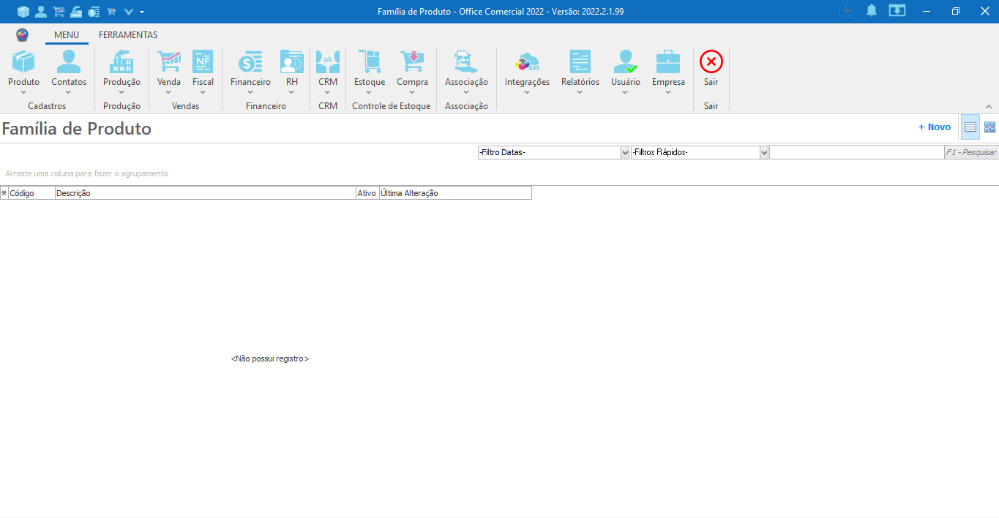 Família de Produto - Office Comercial 2022 - Versão: 2022.2.1.99
MENU FERRAMENTAS
NF API
Produto Contatos Produção Venda Fiscal Financeiro RH CRM Estoque Compra Associação Integrações Relatórios Usuário Empresa Sair
Cadastros Produção Vendas Financeiro CRM Controle de Estoque Associação Sair
Família de Produto + Novo
-Filtro Datas- -Filtros Rápidos- F1 - Pesquisar
Arraste uma coluna para fazer o agrupamento
Código Descrição Ativo Última Alteração
<Não possui registro>